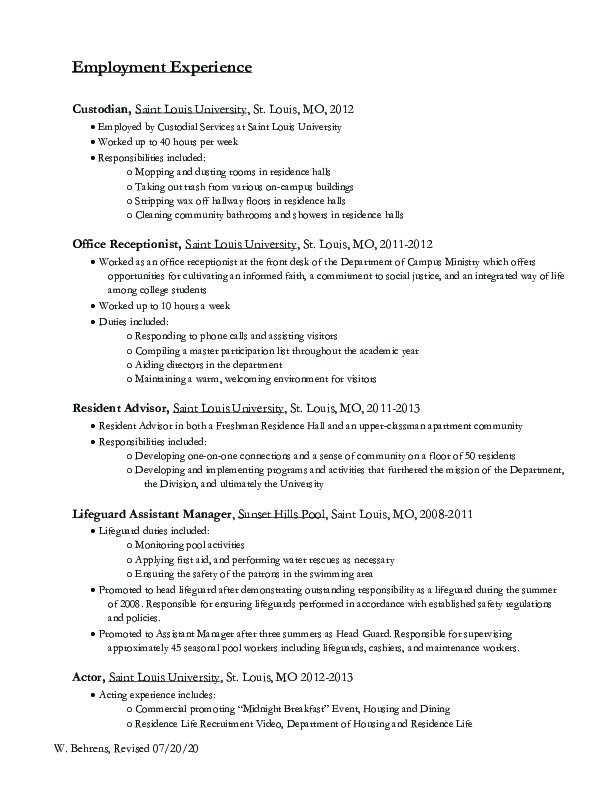 Employment Experience
Custodian, Saint Louis University, St. Louis, MO, 2012
• Employed by Custodial Services at Saint Louis University
• Worked up to 40 hours per week
• Responsibilities included:
o Mopping and dusting rooms in residence halls
o Taking out trash from various on-campus buildings
o Stripping wax off hallway floors in residence halls
o Cleaning community bathrooms and showers in residence halls
Office Receptionist, Saint Louis University, St. Louis, MO, 2011-2012
• Worked as an office receptionist at the front desk of the Department of Campus Ministry which offers
opportunities for cultivating an informed faith, a commitment to social justice, and an integrated way of life
among college students
• Worked up to 10 hours a week
• Duties included:
o Responding to phone calls and assisting visitors
o Compiling a master participation list throughout the academic year
o Aiding directors in the department
o Maintaining a warm, welcoming environment for visitors
Resident Advisor, Saint Louis University, St. Louis, MO, 2011-2013
• Resident Advisor in both a Freshman Residence Hall and an upper-classman apartment community
• Responsibilities included:
o Developing one-on-one connections and a sense of community on a floor of 50 residents
o Developing and implementing programs and activities that furthered the mission of the Department,
the Division, and ultimately the University
Lifeguard Assistant Manager, Sunset Hills Pool, Saint Louis, MO, 2008-2011
• Lifeguard duties included:
o Monitoring pool activities
o Applying first aid, and performing water rescues as necessary
o Ensuring the safety of the patrons in the swimming area
• Promoted to head lifeguard after demonstrating outstanding responsibility as a lifeguard during the summer
of 2008. Responsible for ensuring lifeguards performed in accordance with established safety regulations
and policies.
• Promoted to Assistant Manager after three summers as Head Guard. Responsible for supervising
approximately 45 seasonal pool workers including lifeguards, cashiers, and maintenance workers.
Actor, Saint Louis University, St. Louis, MO 2012-2013
• Acting experience includes:
o Commercial promoting “Midnight Breakfast” Event, Housing and Dining
o Residence Life Recruitment Video, Department of Housing and Residence Life
W. Behrens, Revised 07/20/20